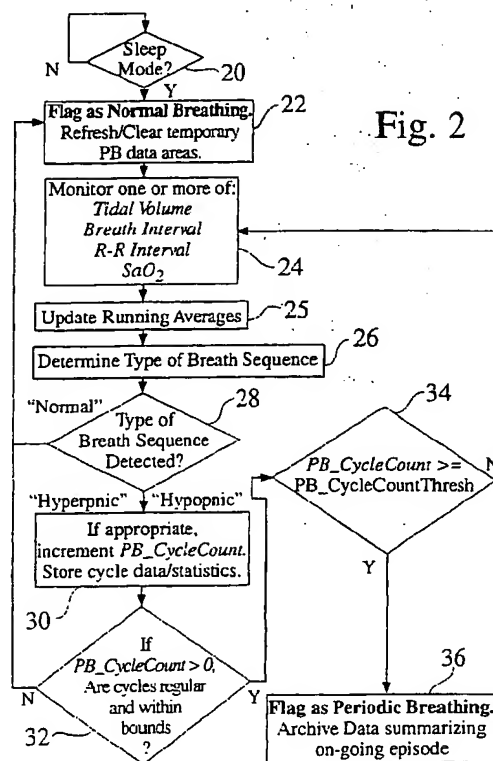 Sleep
Mode?
N
20
Y
Flag as Normal Breathing.
Refresh/Clear temporary
PB data areas.
22
Fig. 2
Monitor one or more of:
Tidal Volume
Breath Interval
R-R Interval
SaO2
24
Update Running Averages
25
Determine Type of Breath Sequence
26
"Normal"
28
Type of
Breath Sequence
Detected?
"Hyperpnic"
"Hypopnic"
34
PB_CycleCount >=
PB_CycleCountThresh
N
Y
If appropriate,
increment PB_CycleCount.
Store cycle data/statistics.
30
If
PB_CycleCount > 0,
Are cycles regular
and within
bounds
?
N
Y
32
36
Flag as Periodic Breathing.
Archive Data summarizing
on-going episode